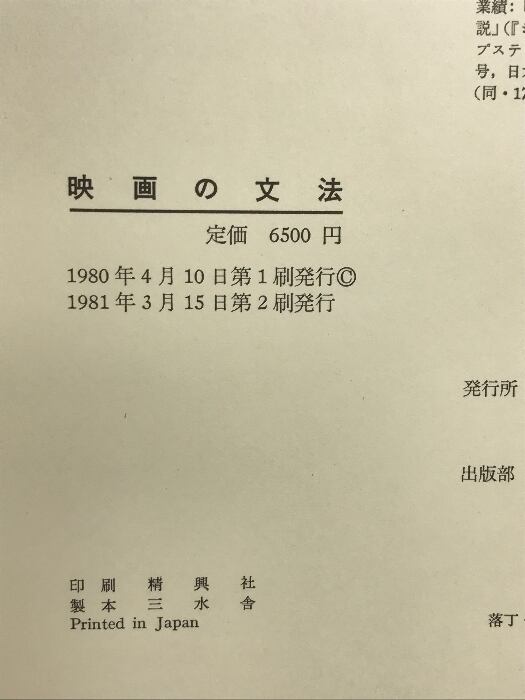 業績：
説」（『
プステ
号，日
（同・12
映画の文法
定価　6500 円
1980 年 4 月 10 日第 1 刷発行©
1981 年 3 月 15 日第 2 刷発行
発行所
出版部
印刷　精興社
製本　三水舎
Printed in Japan
落丁・